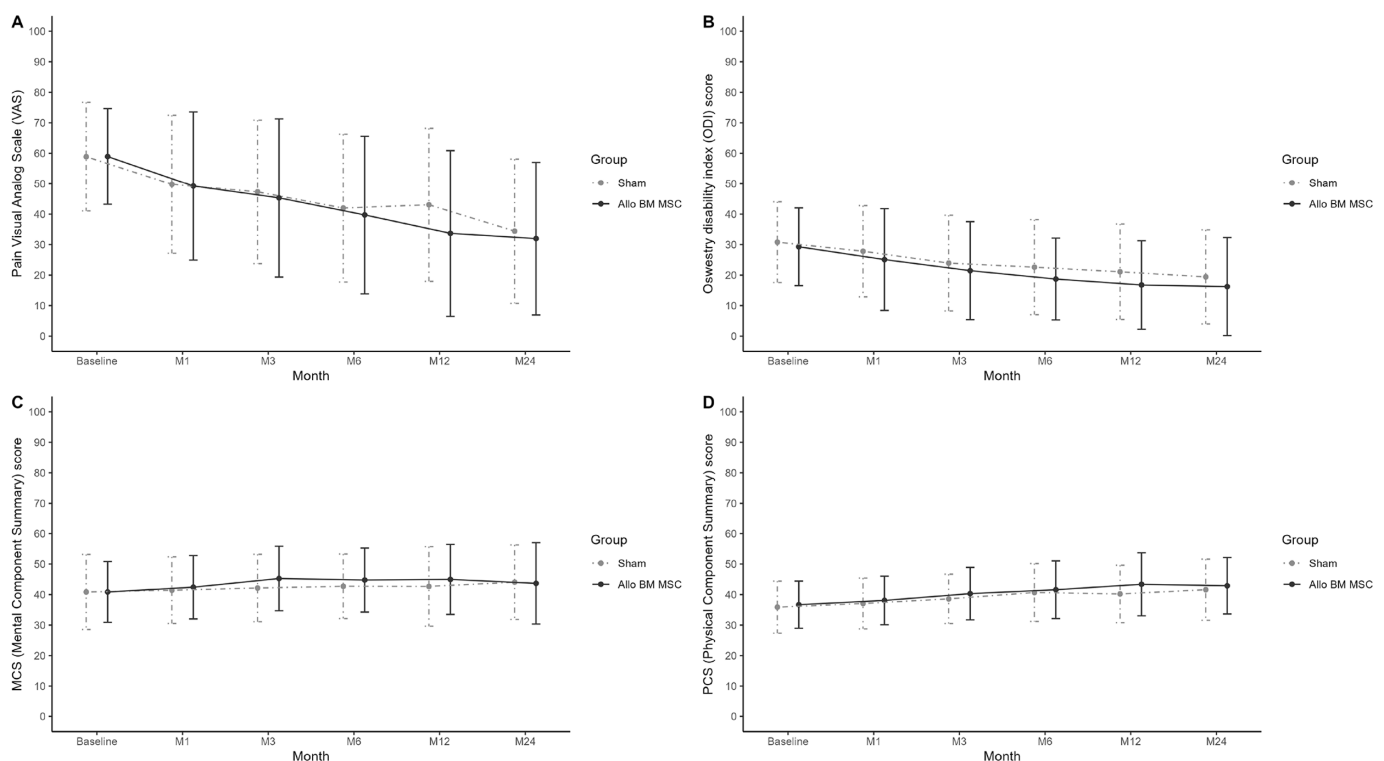 A
Pain Visual Analog Scale (VAS)
100
90
80
70
60
50
40
30
20
10
0
Baseline M1 M3 M6 M12 M24
Month
Group
Sham
Allo BM MSC
B
Oswestry disability index (ODI) score
100
90
80
70
60
50
40
30
20
10
0
Baseline M1 M3 M6 M12 M24
Month
Group
Sham
Allo BM MSC
C
MCS (Mental Component Summary) score
100
90
80
70
60
50
40
30
20
10
0
Baseline M1 M3 M6 M12 M24
Month
Group
Sham
Allo BM MSC
D
PCS (Physical Component Summary) score
100
90
80
70
60
50
40
30
20
10
0
Baseline M1 M3 M6 M12 M24
Month
Group
Sham
Allo BM MSC